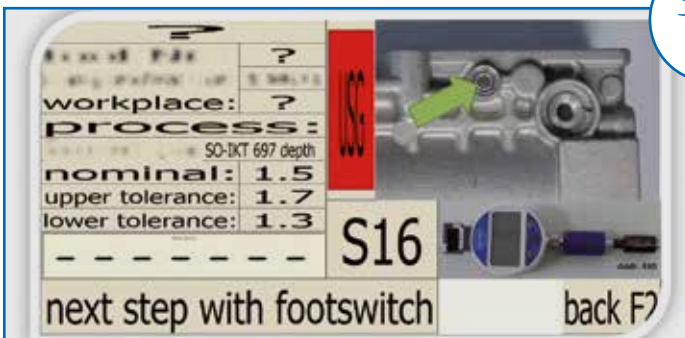 ?
?
workplace: ?
process:
SO-IKT 697 depth
nominal: 1.5
upper tolerance: 1.7
lower tolerance: 1.3
- - - - - - -
USG
S16
next step with footswitch
back F2